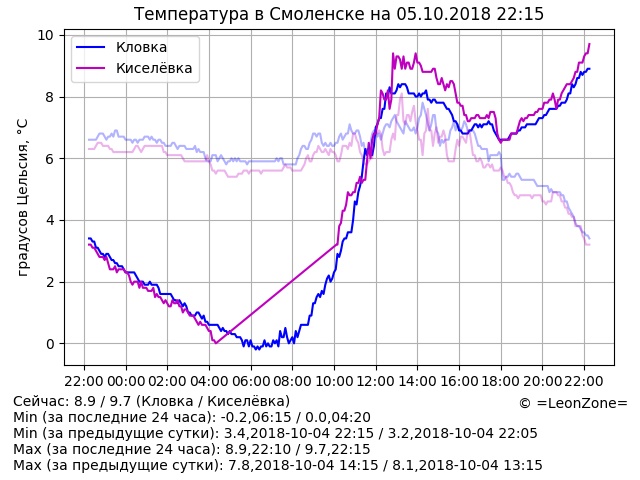 Температура в Смоленске на 05.10.2018 22:15
Кловка
Киселёвка
градусов Цельсия, °C
10
8
6
4
2
0
22:00 00:00 02:00 04:00 06:00 08:00 10:00 12:00 14:00 16:00 18:00 20:00 22:00
Сейчас: 8.9 / 9.7 (Кловка / Киселёвка)
© =LeonZone=
Min (за последние 24 часа): -0.2,06:15 / 0.0,04:20
Min (за предыдущие сутки): 3.4,2018-10-04 22:15 / 3.2,2018-10-04 22:05
Max (за последние 24 часа): 8.9,22:10 / 9.7,22:15
Max (за предыдущие сутки): 7.8,2018-10-04 14:15 / 8.1,2018-10-04 13:15